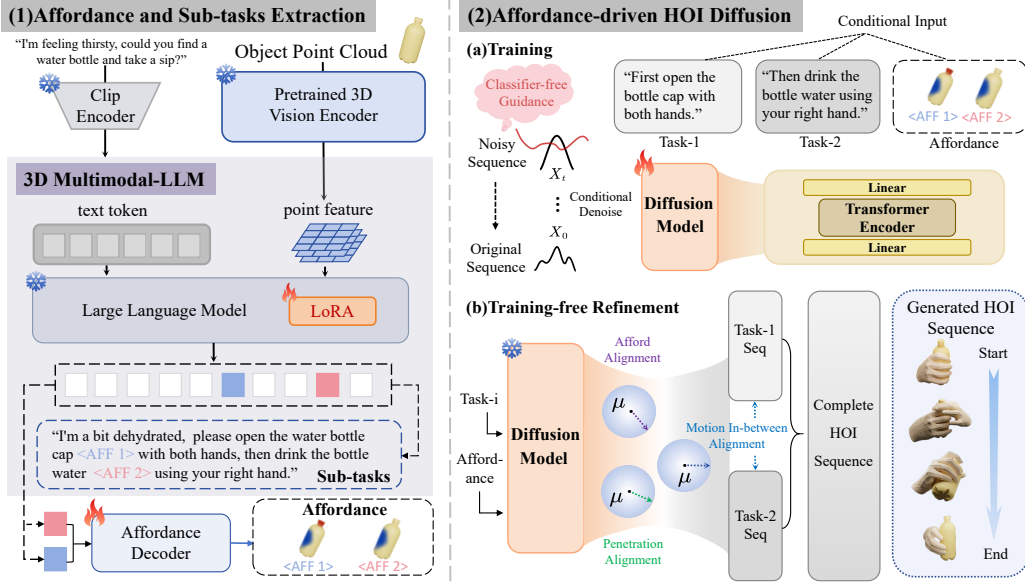 (1)Affordance and Sub-tasks Extraction
"I'm feeling thirsty, could you find a
water bottle and take a sip?"
Object Point Cloud
Clip
Encoder
Pretrained 3D
Vision Encoder
3D Multimodal-LLM
text token
point feature
Large Language Model
LoRA
"I'm a bit dehydrated, please open the water bottle
cap <AFF 1> with both hands, then drink the bottle
water <AFF 2> using your right hand."
Sub-tasks
Affordance
Decoder
Affordance
<AFF 1>
<AFF 2>
(2)Affordance-driven HOI Diffusion
Conditional Input
(a)Training
Classifier-free
Guidance
Noisy
Sequence
X_t
Conditional
Denoise
X_0
Original
Sequence
"First open the
bottle cap with
both hands."
Task-1
"Then drink the
bottle water using
your right hand."
Task-2
<AFF 1> <AFF 2>
Affordance
Diffusion
Model
Linear
Transformer
Encoder
Linear
(b)Training-free Refinement
Task-i
Afford-
ance
Diffusion
Model
Afford
Alignment
μ
μ
μ
Motion In-between
Alignment
Penetration
Alignment
Task-1
Seq
Task-2
Seq
Complete
HOI
Sequence
Generated HOI
Sequence
Start
End